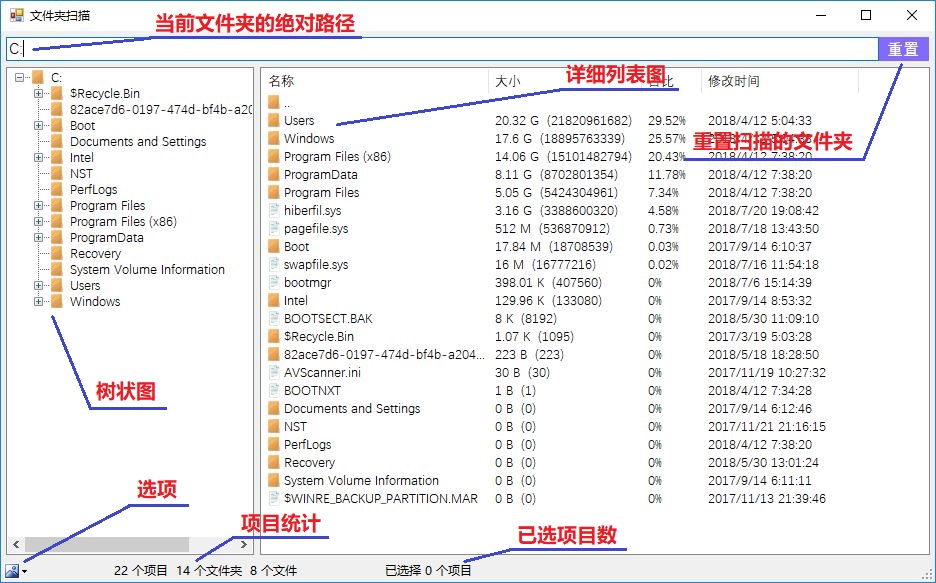 文件夹扫描
当前文件夹的绝对路径
C:
重置
C:
$Recycle.Bin
82ace7d6-0197-474d-bf4b-a20
Boot
Documents and Settings
Intel
NST
PerfLogs
Program Files
Program Files (x86)
ProgramData
Recovery
System Volume Information
Users
Windows
树状图
名称 大小 占比 修改时间
详细列表图
..
Users 20.32 G (21820961682) 29.52% 2018/4/12 5:04:33
Windows 17.6 G (18895763339) 25.57%
重置扫描的文件夹
Program Files (x86) 14.06 G (15101482794) 20.43% 2018/4/12 7:38:20
ProgramData 8.11 G (8702801354) 11.78% 2018/4/12 7:38:20
Program Files 5.05 G (5424304961) 7.34% 2018/4/12 7:38:20
hiberfil.sys 3.16 G (3388600320) 4.58% 2018/7/20 19:08:42
pagefile.sys 512 M (536870912) 0.73% 2018/7/18 13:43:50
Boot 17.84 M (18708539) 0.03% 2017/9/14 6:10:37
swapfile.sys 16 M (16777216) 0.02% 2018/7/16 11:54:18
bootmgr 398.01 K (407560) 0% 2018/7/6 15:14:39
Intel 129.96 K (133080) 0% 2017/9/14 8:53:32
BOOTSECT.BAK 8 K (8192) 0% 2018/5/30 11:09:10
$Recycle.Bin 1.07 K (1095) 0% 2017/3/19 5:03:28
82ace7d6-0197-474d-bf4b-a204... 223 B (223) 0% 2018/5/18 18:28:50
AVScanner.ini 30 B (30) 0% 2017/11/19 10:27:32
BOOTNXT 1 B (1) 0% 2018/4/12 7:34:28
Documents and Settings 0 B (0) 0% 2017/9/14 6:12:46
NST 0 B (0) 0% 2017/11/21 21:16:15
PerfLogs 0 B (0) 0% 2018/4/12 7:38:20
Recovery 0 B (0) 0% 2018/5/30 13:01:24
System Volume Information 0 B (0) 0% 2017/9/14 6:11:11
$WINRE_BACKUP_PARTITION.MAR 0 B (0) 0% 2017/11/13 21:39:46
选项
项目统计
已选项目数
22 个项目 14 个文件夹 8 个文件 已选择 0 个项目